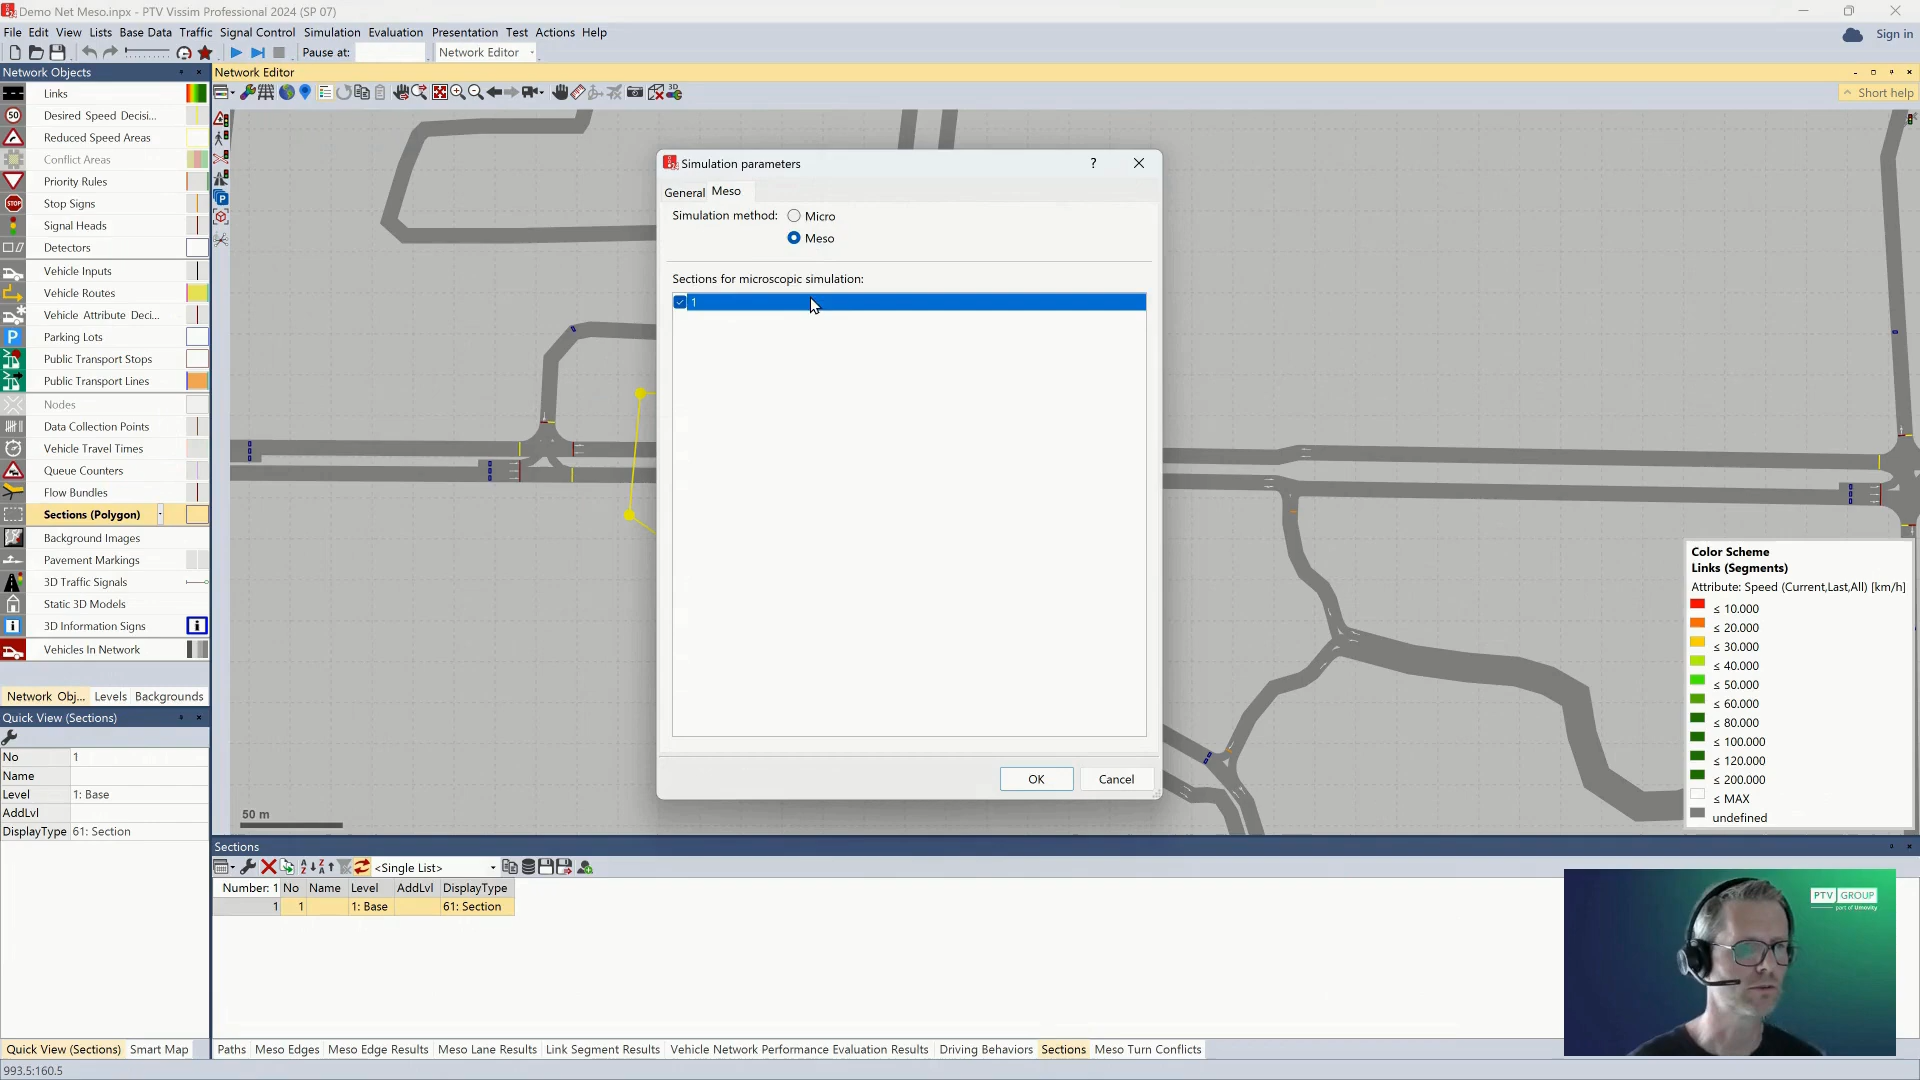 Demo Net Meso.inpx - PTV Vissim Professional 2024 (SP 07)
File Edit View Lists Base Data Traffic Signal Control Simulation Evaluation Presentation Test Actions Help
Sign in
Pause at:
Network Editor
Network Objects
Network Editor
Short help
Links
50 Desired Speed Decisi...
Reduced Speed Areas
Conflict Areas
Priority Rules
STOP Stop Signs
Signal Heads
Detectors
Vehicle Inputs
Vehicle Routes
Vehicle Attribute Deci...
P Parking Lots
Public Transport Stops
Public Transport Lines
Nodes
Data Collection Points
Vehicle Travel Times
Queue Counters
Flow Bundles
Sections (Polygon)
Background Images
Pavement Markings
3D Traffic Signals
Static 3D Models
3D Information Signs
Vehicles In Network
Network Obj... Levels Backgrounds
Quick View (Sections)
No 1
Name
Level 1: Base
AddLvl
DisplayType 61: Section
Quick View (Sections) Smart Map
993.5:160.5
Simulation parameters
?
General Meso
Simulation method: Micro
Meso
Sections for microscopic simulation:
1
OK Cancel
50 m
Color Scheme
Links (Segments)
Attribute: Speed (Current,Last,All) [km/h]
≤ 10.000
≤ 20.000
≤ 30.000
≤ 40.000
≤ 50.000
≤ 60.000
≤ 80.000
≤ 100.000
≤ 120.000
≤ 200.000
≤ MAX
undefined
Sections
<Single List>
Number: 1 No Name Level AddLvl DisplayType
1 1 1: Base 61: Section
Paths Meso Edges Meso Edge Results Meso Lane Results Link Segment Results Vehicle Network Performance Evaluation Results Driving Behaviors Sections Meso Turn Conflicts
PTV GROUP
part of Umovity